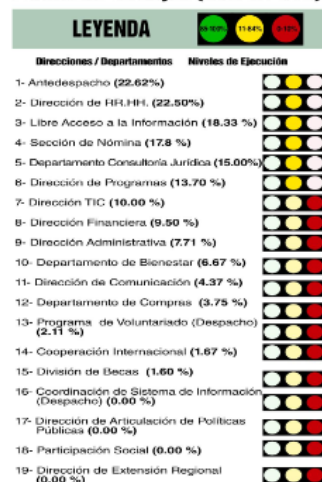 LEYENDA
85-100%
11-84%
0-10%
Direcciones / Departamentos Niveles de Ejecución
1- Antedespacho (22.62%)
2- Dirección de RR.HH. (22.50%)
3- Libre Acceso a la Información (18.33 %)
4- Sección de Nómina (17.8 %)
5- Departamento Consultoría Jurídica (15.00%)
6- Dirección de Programas (13.70 %)
7- Dirección TIC (10.00 %)
8- Dirección Financiera (9.50 %)
9- Dirección Administrativa (7.71 %)
10- Departamento de Bienestar (6.67 %)
11- Dirección de Comunicación (4.37 %)
12- Departamento de Compras (3.75 %)
13- Programa de Voluntariado (Despacho)
(2.11 %)
14- Cooperación Internacional (1.67 %)
15- División de Becas (1.60 %)
16- Coordinación de Sistema de Información
(Despacho) (0.00 %)
17- Dirección de Articulación de Políticas
Públicas (0.00 %)
18- Participación Social (0.00 %)
19- Dirección de Extensión Regional
(0.00 %)